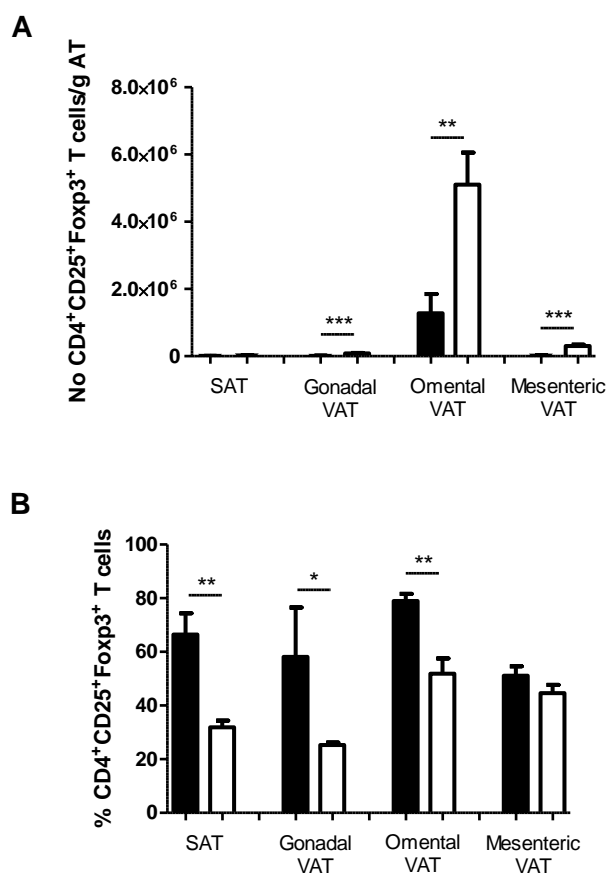 A
No CD4⁺CD25⁺Foxp3⁺ T cells/g AT
8.0×10⁶
6.0×10⁶
4.0×10⁶
2.0×10⁶
0
**
***
***
SAT
Gonadal
VAT
Omental
VAT
Mesenteric
VAT
B
% CD4⁺CD25⁺Foxp3⁺ T cells
100
80
60
40
20
0
**
*
**
SAT
Gonadal
VAT
Omental
VAT
Mesenteric
VAT